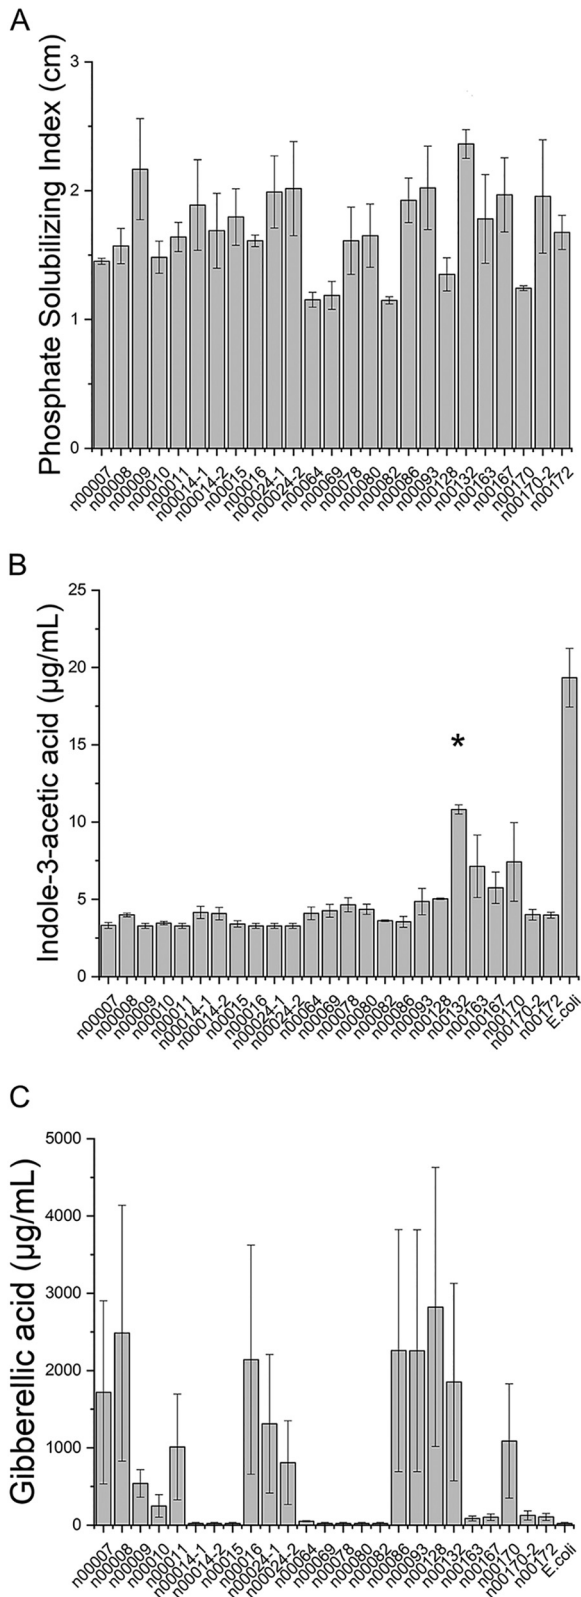 A
Phosphate Solubilizing Index (cm)
3
2
1
0
n00007
n00008
n00009
n00010
n00011
n00014-1
n00014-2
n00015
n00016
n00024-1
n00024-2
n00064
n00069
n00078
n00080
n00082
n00086
n00093
n00128
n00132
n00163
n00167
n00170
n00170-2
n00172
B
Indole-3-acetic acid (µg/mL)
25
20
15
10
5
0
*
n00007
n00008
n00009
n00010
n00011
n00014-1
n00014-2
n00015
n00016
n00024-1
n00024-2
n00064
n00069
n00078
n00080
n00082
n00086
n00093
n00128
n00132
n00163
n00167
n00170
n00170-2
n00172
E.coli
C
Gibberellic acid (µg/mL)
5000
4000
3000
2000
1000
0
n00007
n00008
n00009
n00010
n00011
n00014-1
n00014-2
n00015
n00016
n00024-1
n00024-2
n00064
n00069
n00078
n00080
n00082
n00086
n00093
n00128
n00132
n00163
n00167
n00170
n00170-2
n00172
E.coli